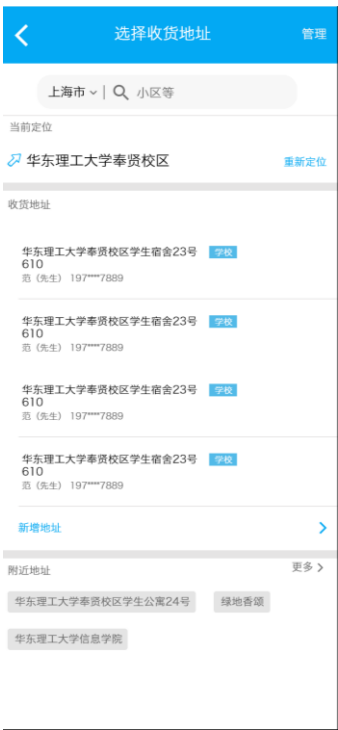 选择收货地址 管理
上海市 小区等
当前定位
华东理工大学奉贤校区 重新定位
收货地址
华东理工大学奉贤校区学生宿舍23号 学校
610
范（先生） 197****7889
华东理工大学奉贤校区学生宿舍23号 学校
610
范（先生） 197****7889
华东理工大学奉贤校区学生宿舍23号 学校
610
范（先生） 197****7889
华东理工大学奉贤校区学生宿舍23号 学校
610
范（先生） 197****7889
新增地址
附近地址 更多
华东理工大学奉贤校区学生公寓24号 绿地香颂
华东理工大学信息学院